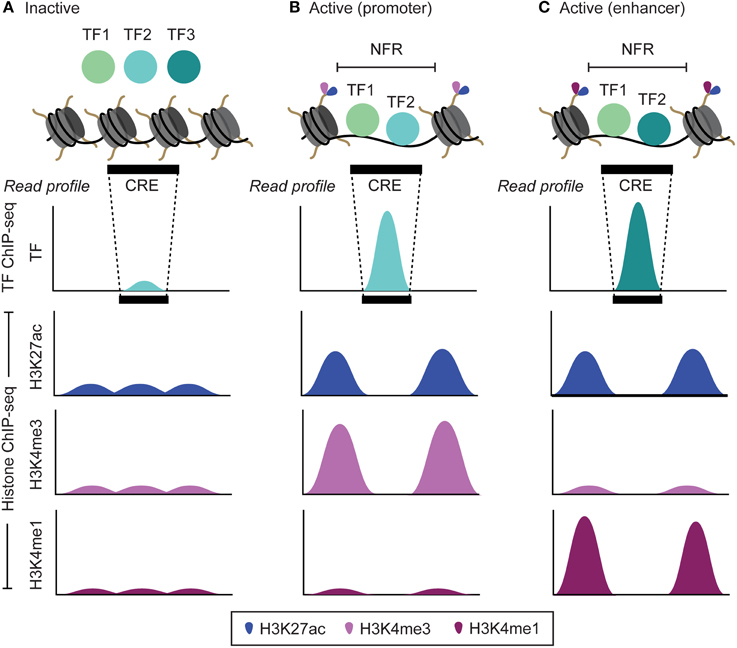 A Inactive
B Active (promoter)
C Active (enhancer)
TF1 TF2 TF3
NFR
TF1
TF2
NFR
TF1
TF2
Read profile
CRE
Read profile
CRE
Read profile
CRE
TF ChIP-seq
TF
Histone ChIP-seq
H3K27ac
H3K4me3
H3K4me1
H3K27ac H3K4me3 H3K4me1